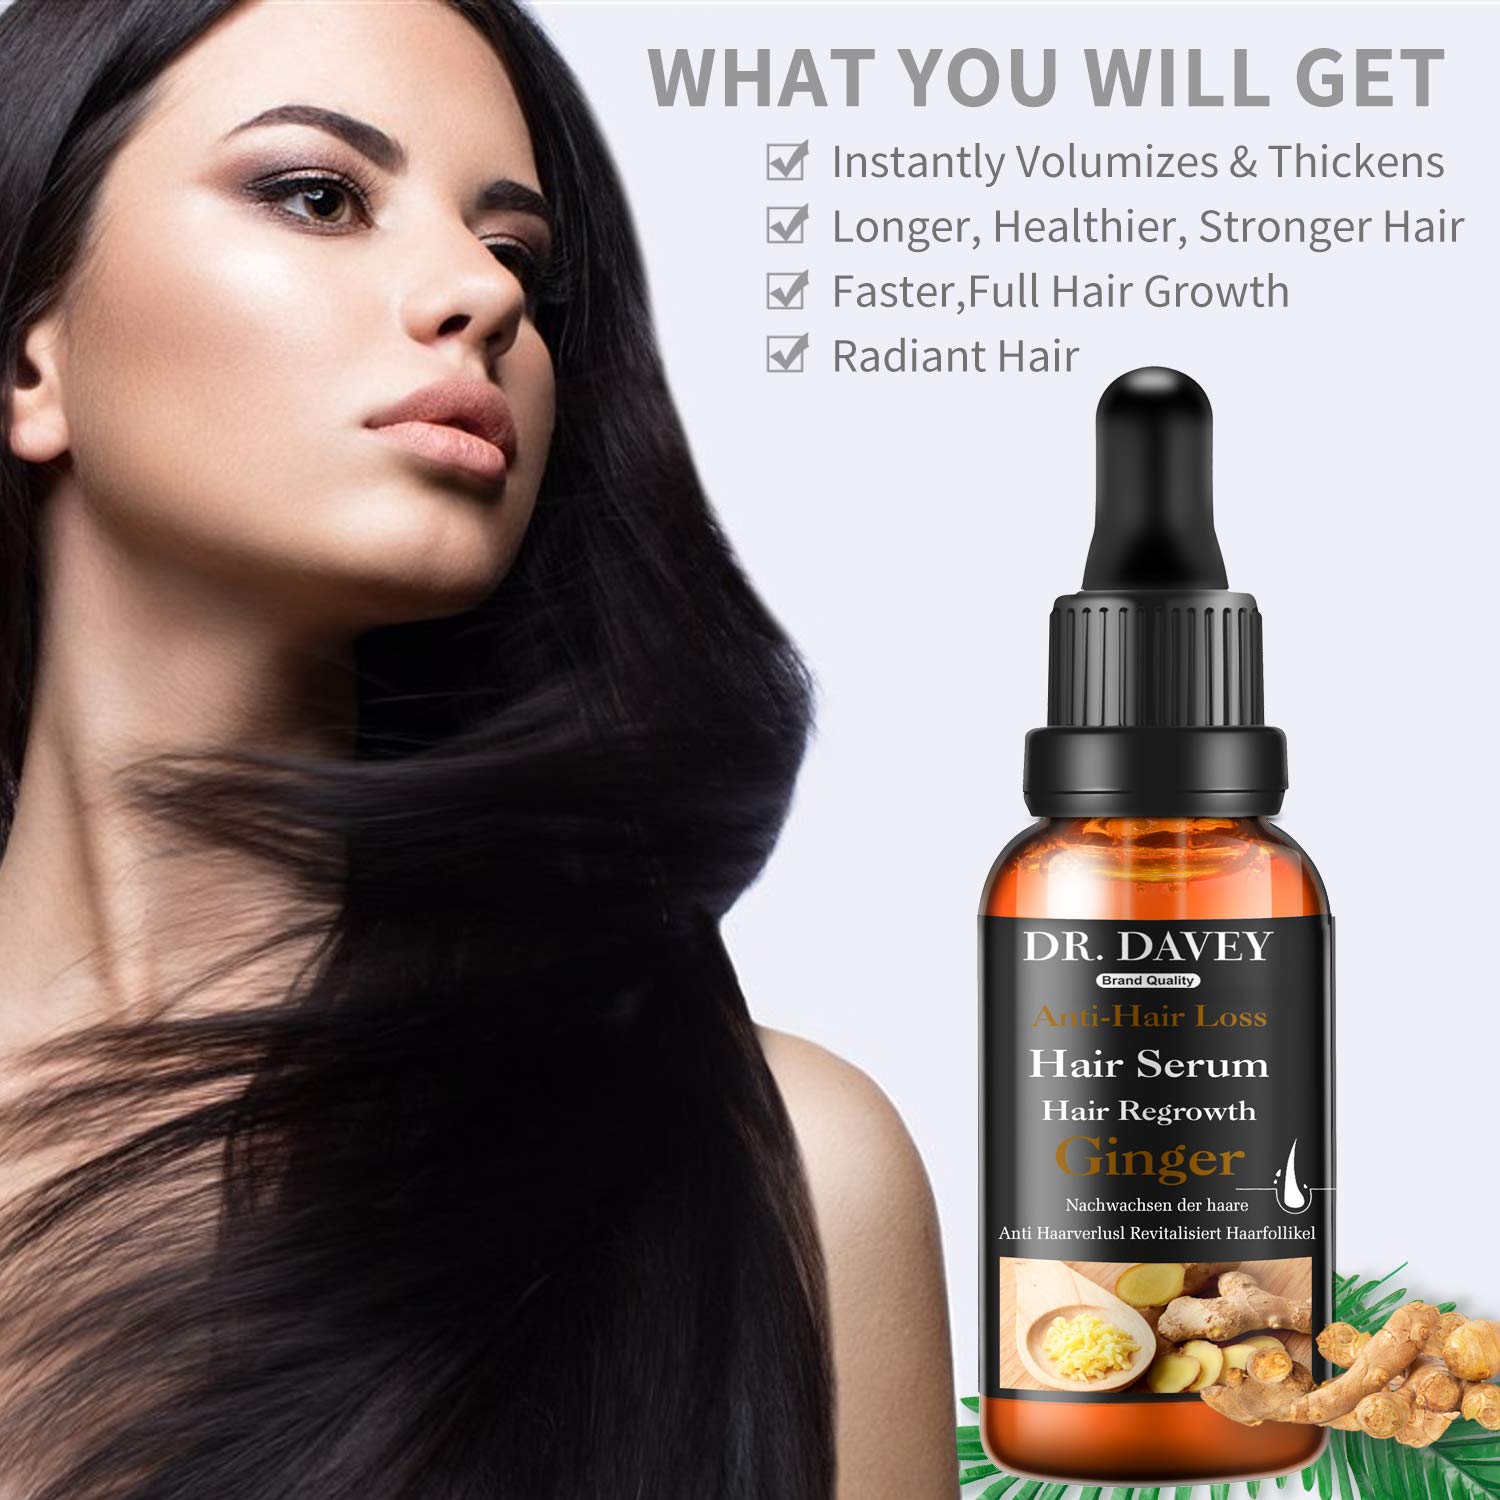 WHAT YOU WILL GET
Instantly Volumizes & Thickens
Longer, Healthier, Stronger Hair
Faster,Full Hair Growth
Radiant Hair
DR. DAVEY
Brand Quality
Anti-Hair Loss
Hair Serum
Hair Regrowth
Ginger
Nachwachsen der haare
Anti Haarverlusl Revitalisiert Haarfollikel